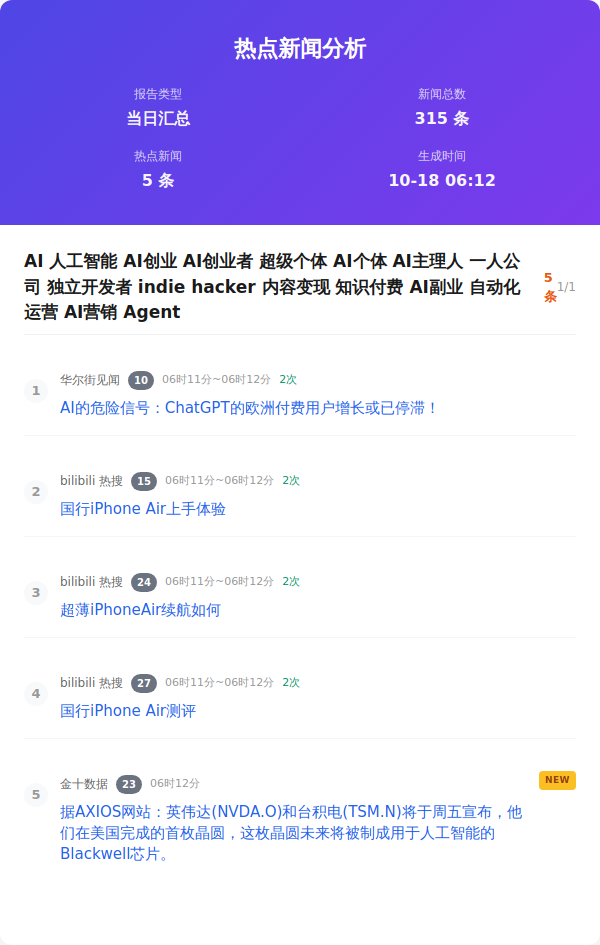 热点新闻分析
报告类型
当日汇总
新闻总数
315 条
热点新闻
5 条
生成时间
10-18 06:12
AI 人工智能 AI创业 AI创业者 超级个体 AI个体 AI主理人 一人公
司 独立开发者 indie hacker 内容变现 知识付费 AI副业 自动化
运营 AI营销 Agent
5
条
1/1
1
华尔街见闻 10 06时11分~06时12分 2次
AI的危险信号：ChatGPT的欧洲付费用户增长或已停滞！
2
bilibili 热搜 15 06时11分~06时12分 2次
国行iPhone Air上手体验
3
bilibili 热搜 24 06时11分~06时12分 2次
超薄iPhoneAir续航如何
4
bilibili 热搜 27 06时11分~06时12分 2次
国行iPhone Air测评
5
金十数据 23 06时12分
NEW
据AXIOS网站：英伟达(NVDA.O)和台积电(TSM.N)将于周五宣布，他
们在美国完成的首枚晶圆，这枚晶圆未来将被制成用于人工智能的
Blackwell芯片。